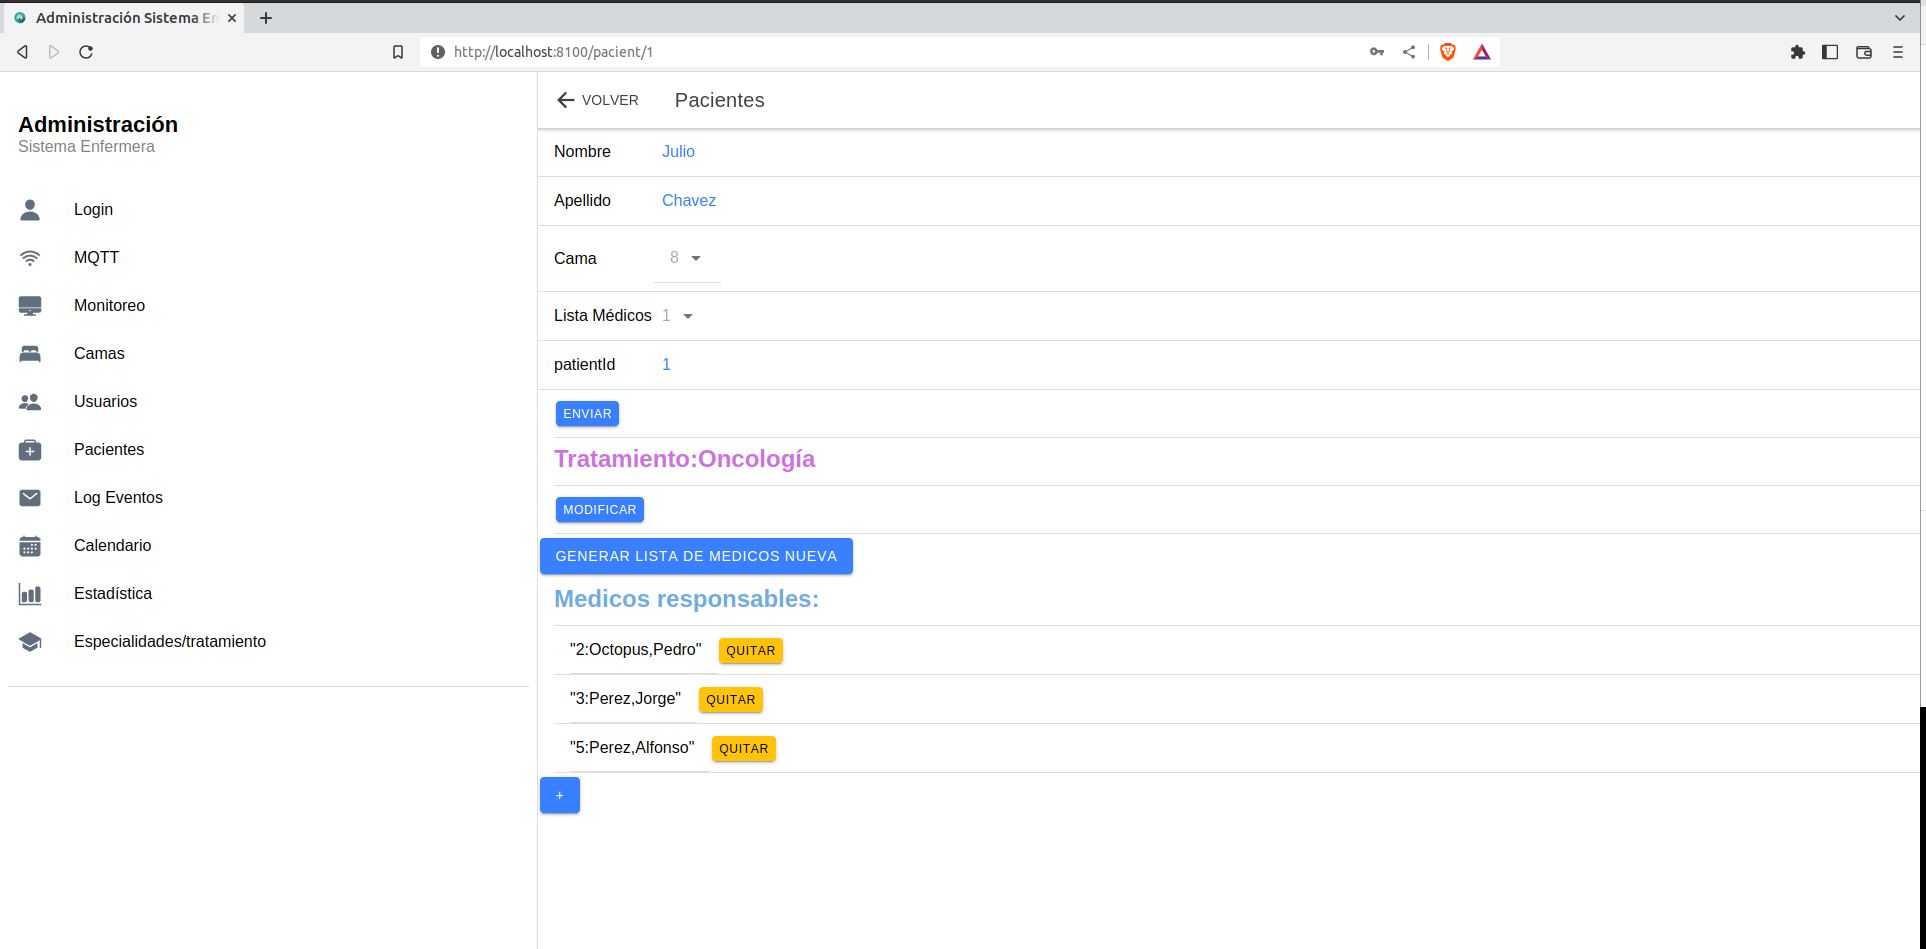 Administración Sistema En
http://localhost:8100/pacient/1
Administración
Sistema Enfermera
Login
MQTT
Monitoreo
Camas
Usuarios
Pacientes
Log Eventos
Calendario
Estadística
Especialidades/tratamiento
VOLVER Pacientes
Nombre Julio
Apellido Chavez
Cama 8
Lista Médicos 1
patientId 1
ENVIAR
Tratamiento:Oncología
MODIFICAR
GENERAR LISTA DE MEDICOS NUEVA
Medicos responsables:
"2:Octopus,Pedro" QUITAR
"3:Perez,Jorge" QUITAR
"5:Perez,Alfonso" QUITAR
+